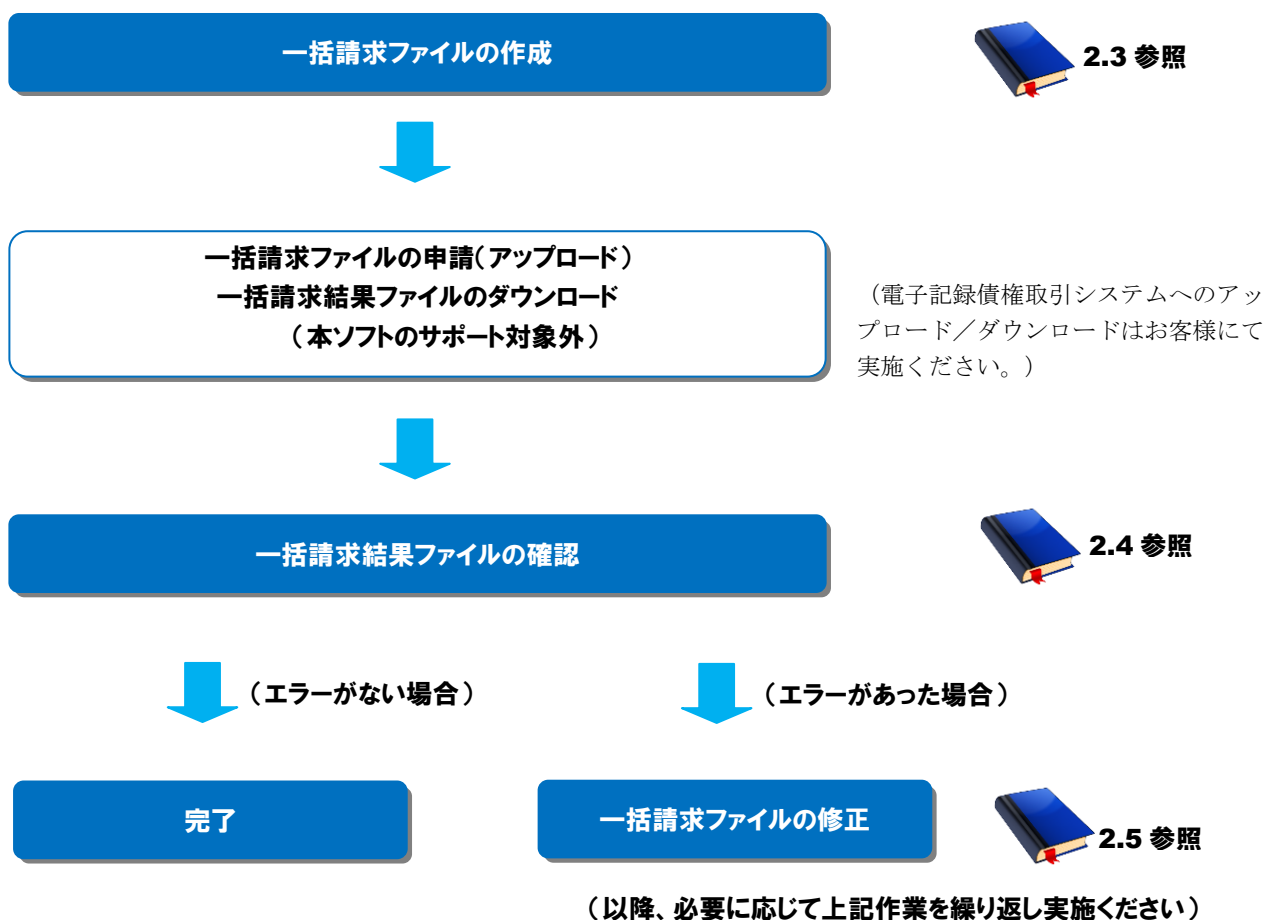 一括請求ファイルの作成
2.3 参照
一括請求ファイルの申請(アップロード)
一括請求結果ファイルのダウンロード
(本ソフトのサポート対象外)
(電子記録債権取引システムへのアッ
プロード/ダウンロードはお客様にて
実施ください。)
一括請求結果ファイルの確認
2.4 参照
(エラーがない場合)
(エラーがあった場合)
完了
一括請求ファイルの修正
2.5 参照
(以降、必要に応じて上記作業を繰り返し実施ください)